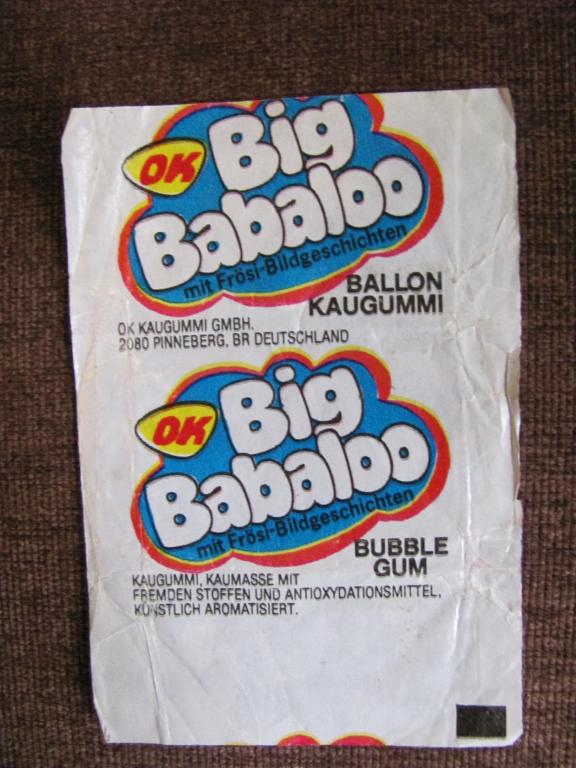 OK
Big
Babaloo
mit Frösi-Bildgeschichten
BALLON
KAUGUMMI
OK KAUGUMMI GMBH,
2080 PINNEBERG, BR DEUTSCHLAND
OK
Big
Babaloo
mit Frösi-Bildgeschichten
BUBBLE
GUM
KAUGUMMI, KAUMASSE MIT
FREMDEN STOFFEN UND ANTIOXYDATIONSMITTEL,
KÜNSTLICH AROMATISIERT.